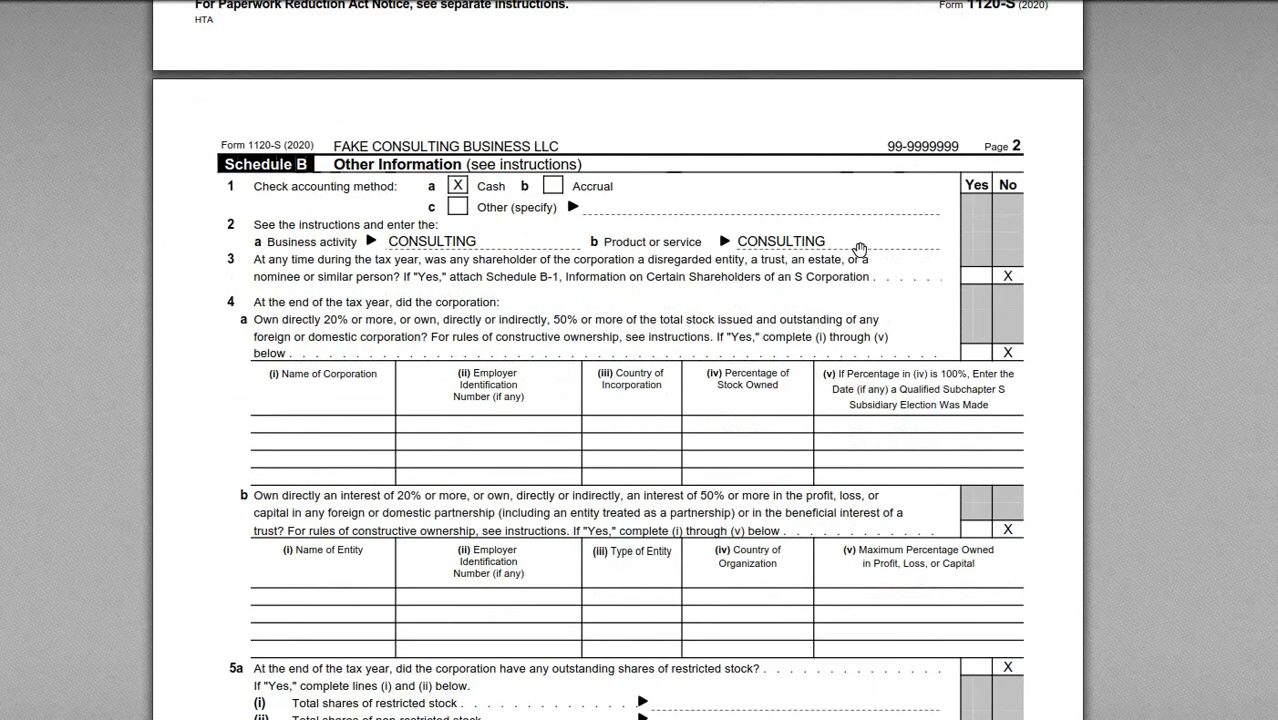 For Paperwork Reduction Act Notice, see separate instructions. Form 1120-S (2020)
HTA
Form 1120-S (2020) FAKE CONSULTING BUSINESS LLC 99-9999999 Page 2
Schedule B Other Information (see instructions)
1 Check accounting method: a X Cash b Accrual Yes No
c Other (specify)
2 See the instructions and enter the:
a Business activity CONSULTING b Product or service CONSULTING
3 At any time during the tax year, was any shareholder of the corporation a disregarded entity, a trust, an estate, or a
nominee or similar person? If "Yes," attach Schedule B-1, Information on Certain Shareholders of an S Corporation . . . . . X
4 At the end of the tax year, did the corporation:
a Own directly 20% or more, or own, directly or indirectly, 50% or more of the total stock issued and outstanding of any
foreign or domestic corporation? For rules of constructive ownership, see instructions. If "Yes," complete (i) through (v)
below . . . . . X
(i) Name of Corporation (ii) Employer (iii) Country of (iv) Percentage of (v) If Percentage in (iv) is 100%, Enter the
Identification Incorporation Stock Owned Date (if any) a Qualified Subchapter S
Number (if any) Subsidiary Election Was Made
b Own directly an interest of 20% or more, or own, directly or indirectly, an interest of 50% or more in the profit, loss, or
capital in any foreign or domestic partnership (including an entity treated as a partnership) or in the beneficial interest of a
trust? For rules of constructive ownership, see instructions. If "Yes," complete (i) through (v) below . . . . . X
(i) Name of Entity (ii) Employer (iii) Type of Entity (iv) Country of (v) Maximum Percentage Owned
Identification Organization in Profit, Loss, or Capital
Number (if any)
5a At the end of the tax year, did the corporation have any outstanding shares of restricted stock? . . . . . X
If "Yes," complete lines (i) and (ii) below.
(i) Total shares of restricted stock . . . . .
(ii) Total shares of non-restricted stock